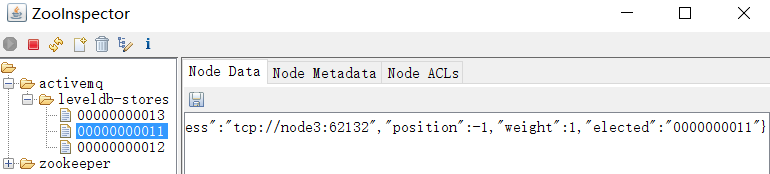 ZooInspector
Node Data Node Metadata Node ACLs
activemq
leveldb-stores
00000000013
00000000011
00000000012
zookeeper
ess":"tcp://node3:62132","position":-1,"weight":1,"elected":"0000000011"}